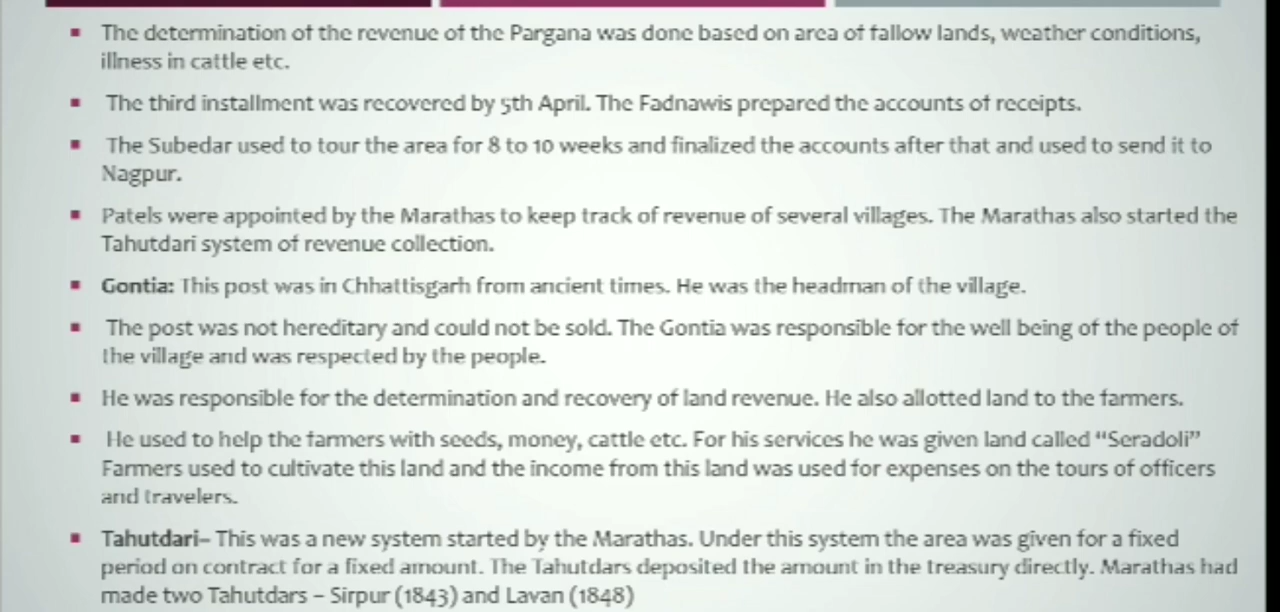 ▪ The determination of the revenue of the Pargana was done based on area of fallow lands, weather conditions,
illness in cattle etc.
▪ The third installment was recovered by 5th April. The Fadnawis prepared the accounts of receipts.
▪ The Subedar used to tour the area for 8 to 10 weeks and finalized the accounts after that and used to send it to
Nagpur.
▪ Patels were appointed by the Marathas to keep track of revenue of several villages. The Marathas also started the
Tahutdari system of revenue collection.
▪ Gontia: This post was in Chhattisgarh from ancient times. He was the headman of the village.
▪ The post was not hereditary and could not be sold. The Gontia was responsible for the well being of the people of
the village and was respected by the people.
▪ He was responsible for the determination and recovery of land revenue. He also allotted land to the farmers.
▪ He used to help the farmers with seeds, money, cattle etc. For his services he was given land called “Seradoli”
Farmers used to cultivate this land and the income from this land was used for expenses on the tours of officers
and travelers.
▪ Tahutdari– This was a new system started by the Marathas. Under this system the area was given for a fixed
period on contract for a fixed amount. The Tahutdars deposited the amount in the treasury directly. Marathas had
made two Tahutdars – Sirpur (1843) and Lavan (1848)